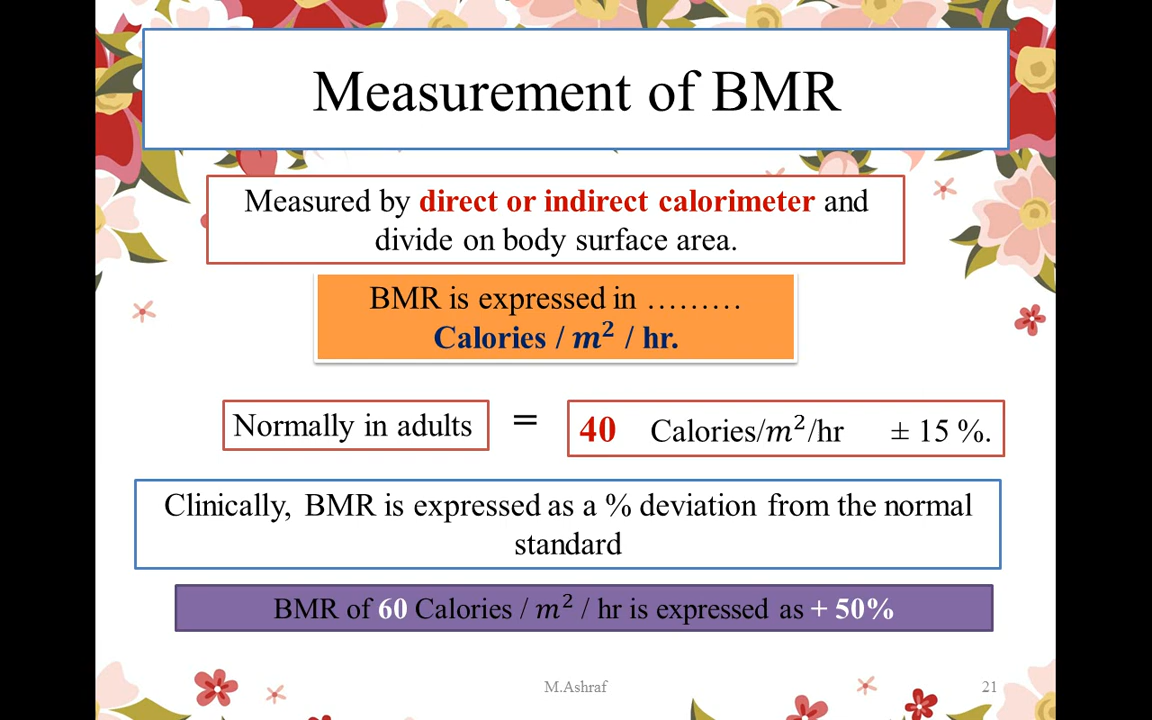 Measurement of BMR
Measured by direct or indirect calorimeter and
divide on body surface area.
BMR is expressed in ………
Calories / 𝒎² / hr.
Normally in adults = 40 Calories/𝑚²/hr ± 15 %.
Clinically, BMR is expressed as a % deviation from the normal
standard
BMR of 60 Calories / 𝑚² / hr is expressed as + 50%
M.Ashraf
21